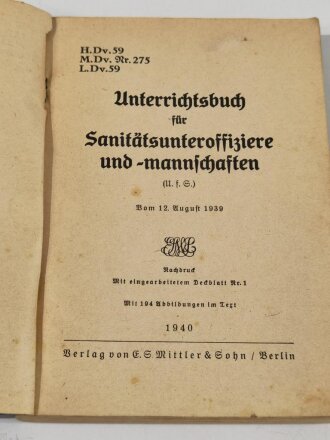 H.Dv.59
M.Dv. Nr.275
L.Dv.59
Unterrichtsbuch
für
Sanitätsunteroffiziere
und -mannschaften
(U. f. S.)
Vom 12. August 1939
Nachdruck
Mit eingearbeitetem Deckblatt Nr. 1
Mit 194 Abbildungen im Text
1940
Verlag von E. S. Mittler & Sohn / Berlin